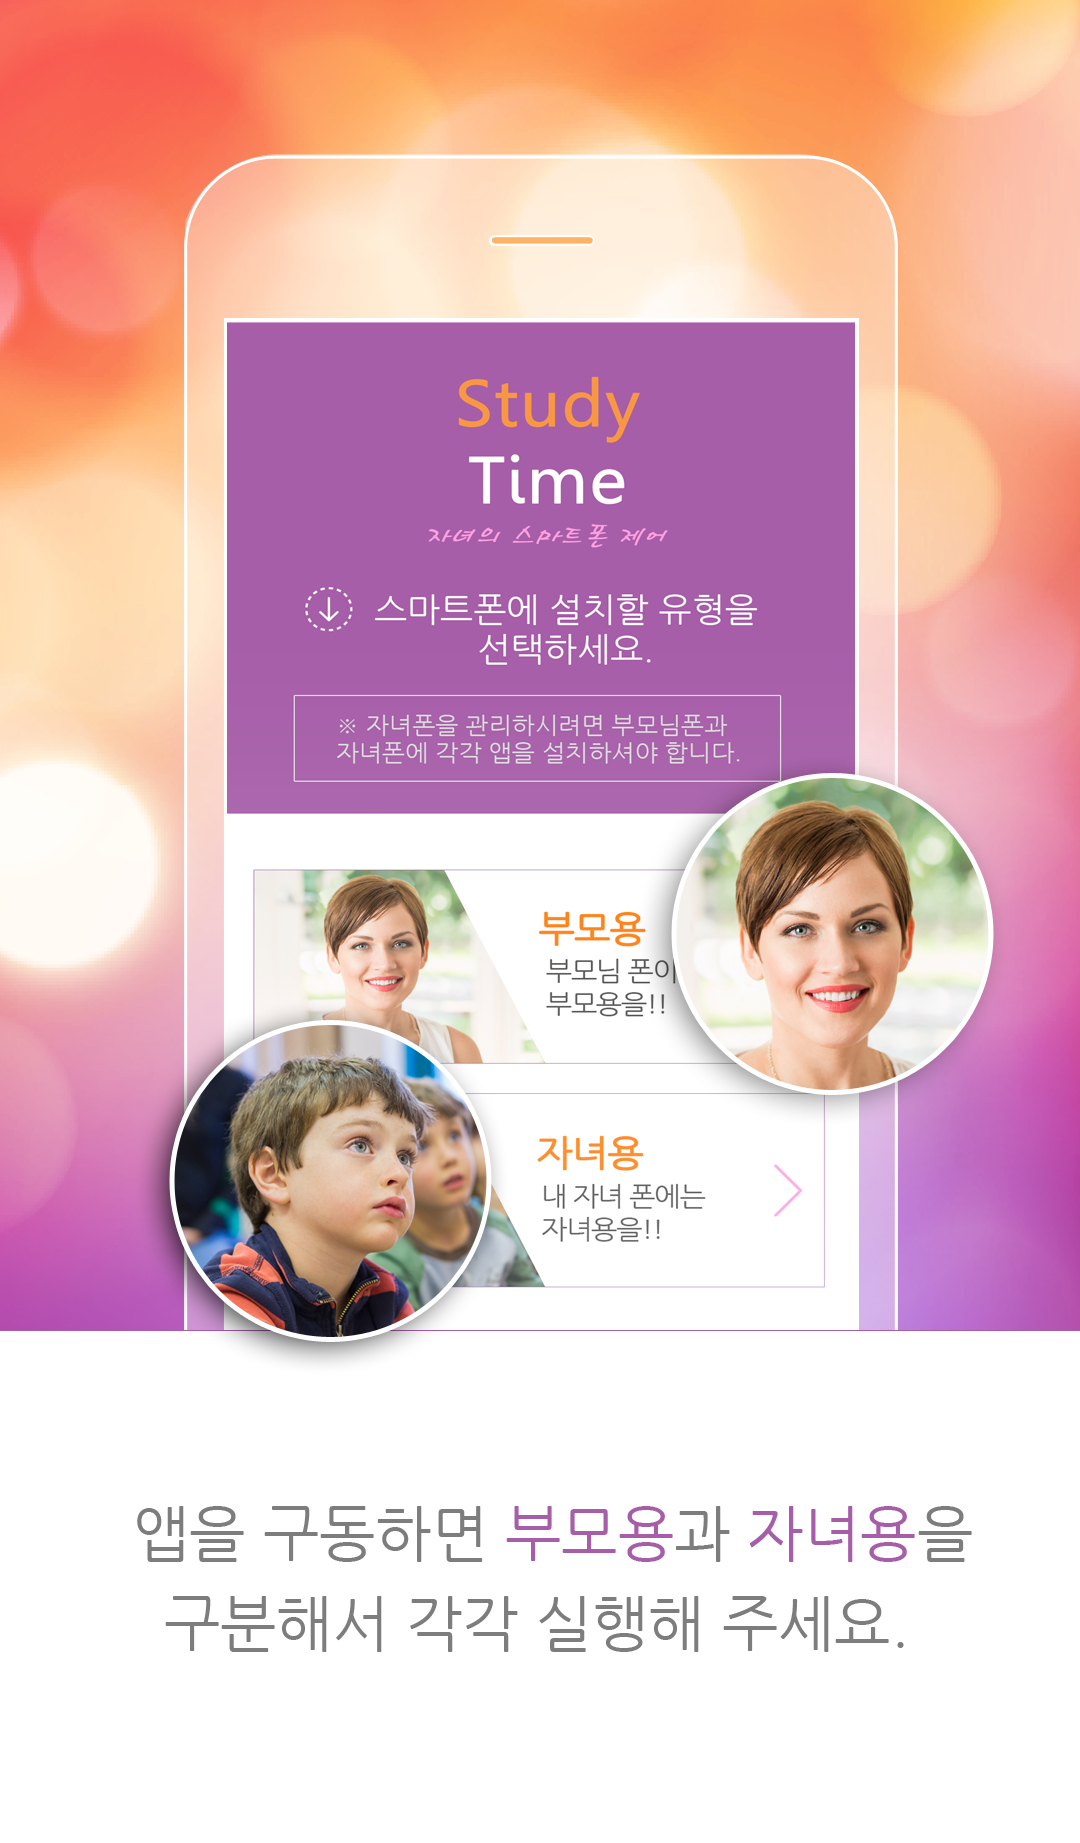 Study
Time
자녀의 스마트폰 제어
스마트폰에 설치할 유형을
선택하세요.
※ 자녀폰을 관리하시려면 부모님폰과
자녀폰에 각각 앱을 설치하셔야 합니다.
부모용
부모님 폰이
부모용을!!
자녀용
내 자녀 폰에는
자녀용을!!
앱을 구동하면 부모용과 자녀용을
구분해서 각각 실행해 주세요.